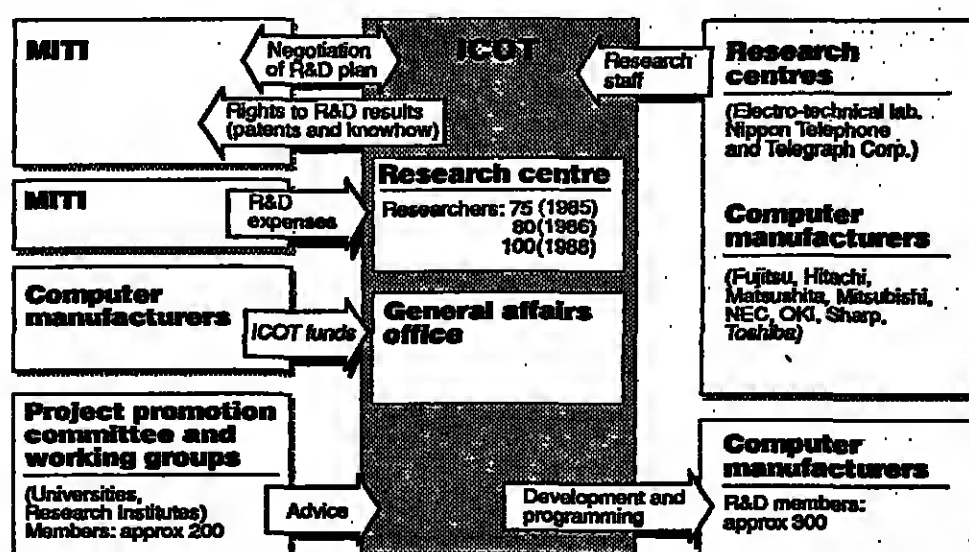 MITI
Negotiation
of R&D plan
ICOT
Research
staff
Research
centres
(Electro-technical lab.
Nippon Telephone
and Telegraph Corp.)
Rights to R&D results
(patents and knowhow)
MITI
R&D
expenses
Research centre
Researchers: 75 (1985)
80(1986)
100(1988)
Computer
manufacturers
(Fujitsu, Hitachi,
Matsushita, Mitsubishi,
NEC, OKI, Sharp,
Toshiba)
Computer
manufacturers
ICOT funds
General affairs
office
Project promotion
committee and
working groups
(Universities,
Research Institutes)
Members: approx 200
Advice
Development and
programming
Computer
manufacturers
R&D members:
approx 300